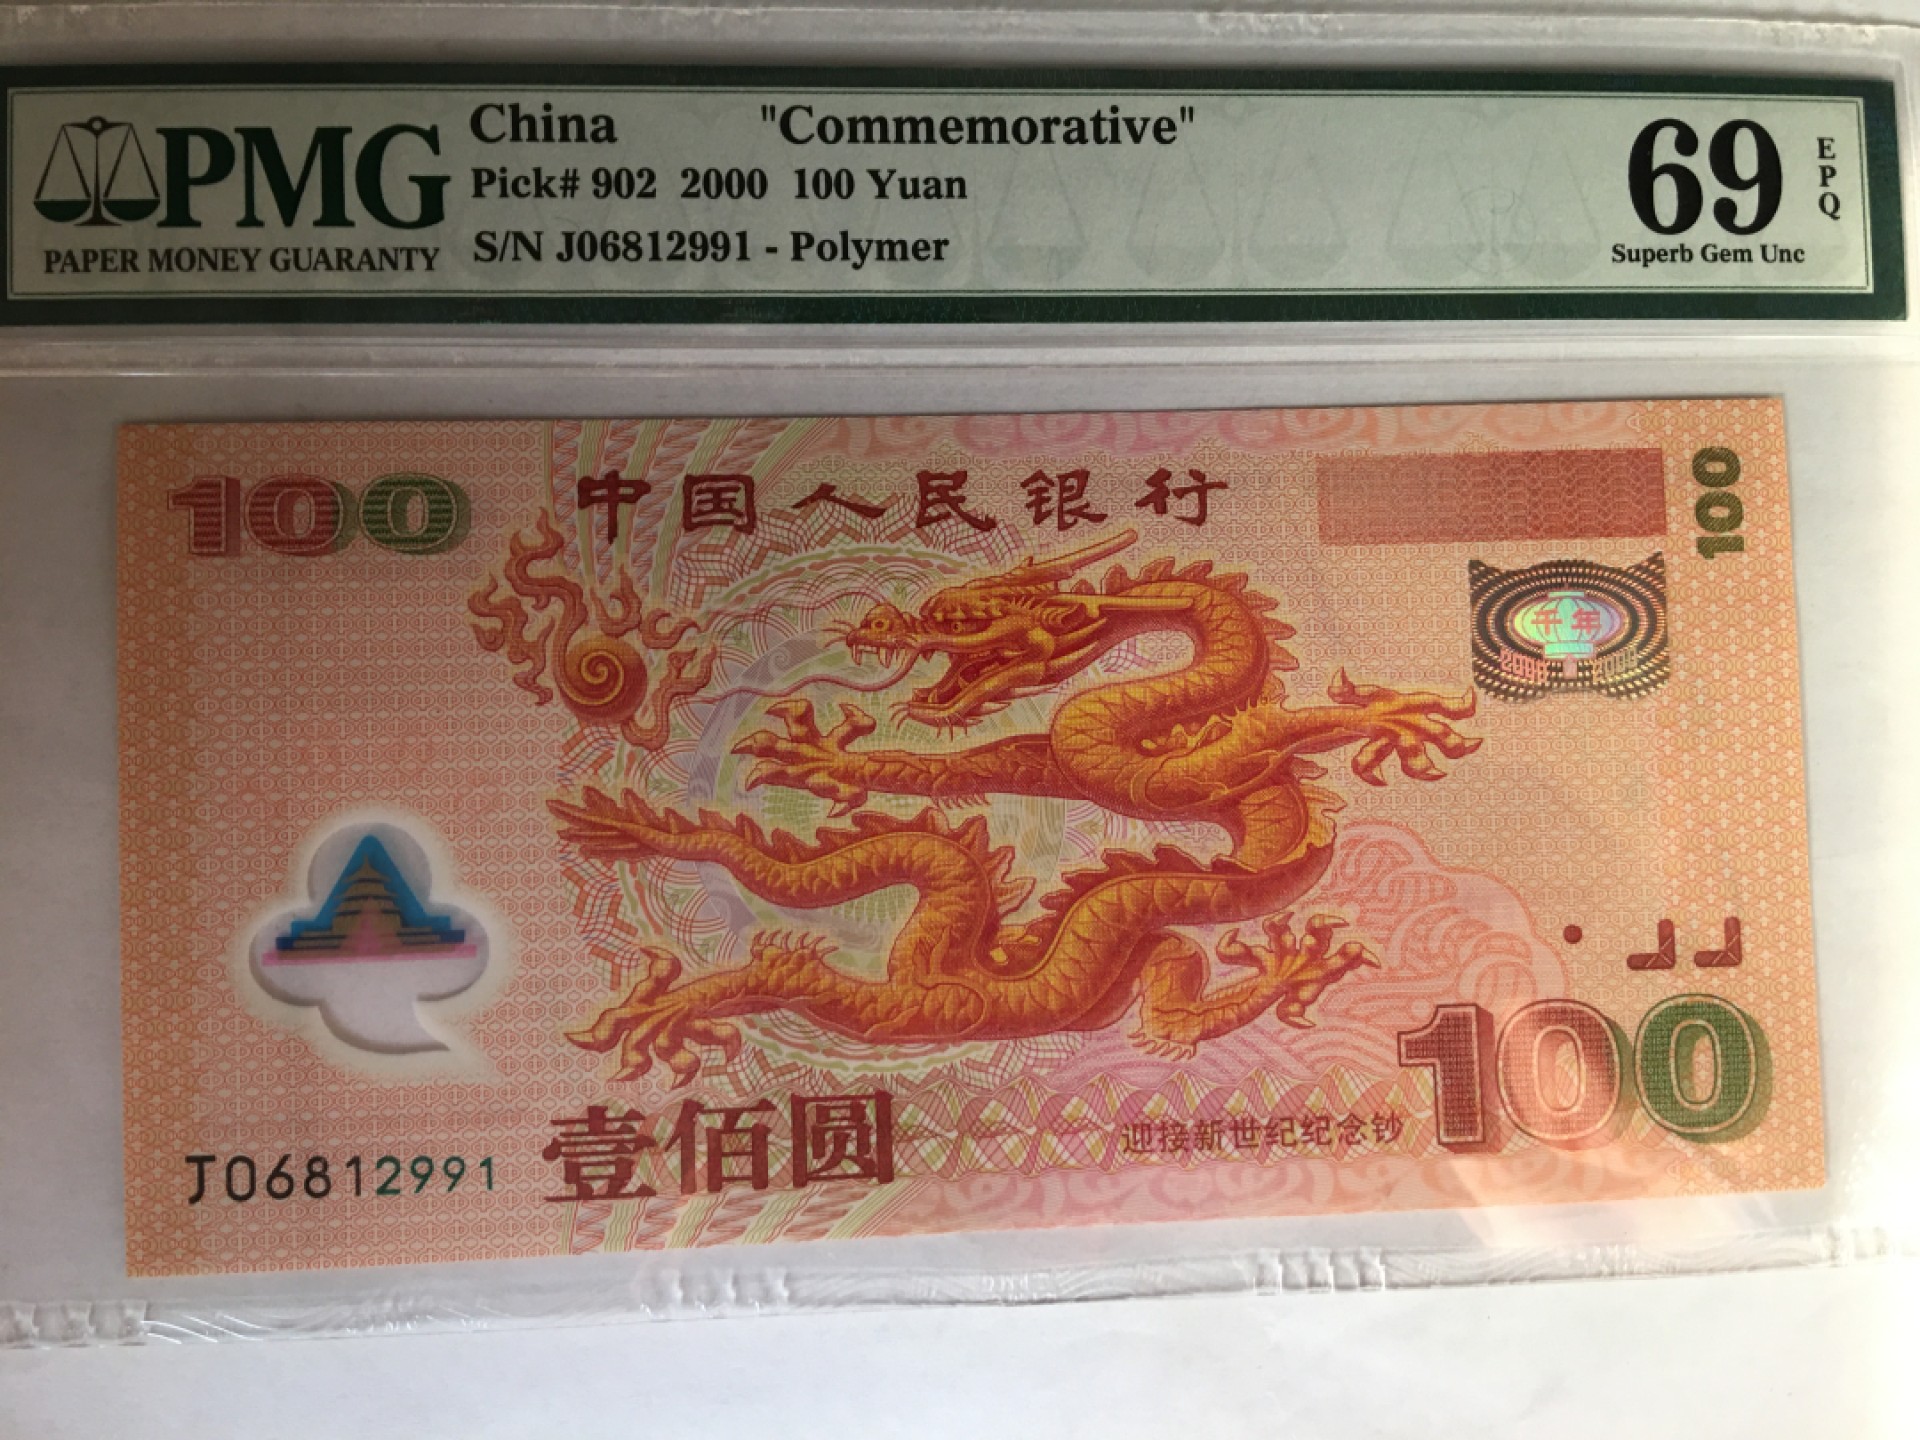 PMG
PAPER MONEY GUARANTY
China "Commemorative"
Pick# 902 2000 100 Yuan
S/N J06812991 - Polymer
69
EPQ
Superb Gem Unc
100
中国人民银行
100
千年
100
壹佰圆
迎接新世纪纪念钞
J06812991